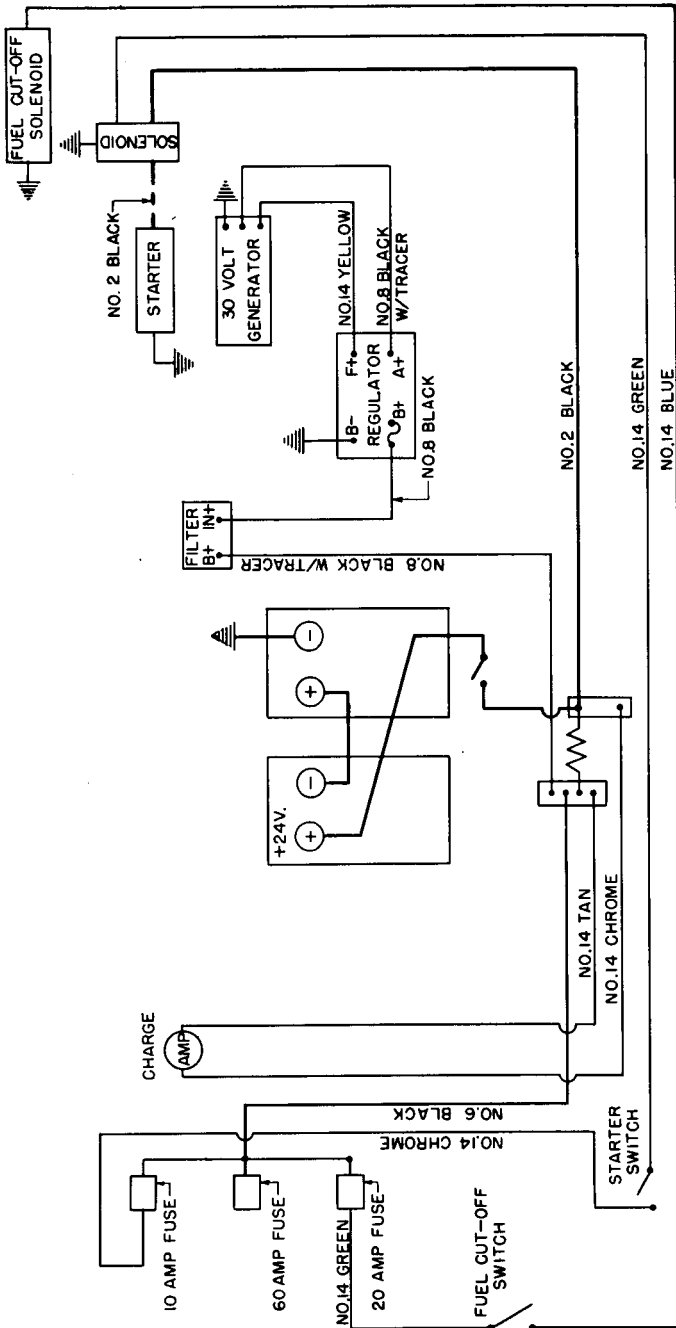 FUEL CUT-OFF
SOLENOID
SOLENOID
NO. 2 BLACK
STARTER
30 VOLT
GENERATOR
NO.14 YELLOW
NO.8 BLACK
W/TRACER
B-
F+
REGULATOR
B+
A+
NO.8 BLACK
FILTER
B+
IN+
NO.8 BLACK W/TRACER
NO.2 BLACK
NO.14 GREEN
NO.14 BLUE
-
+
+24V.
-
+
NO.14 TAN
NO.14 CHROME
CHARGE
AMP
NO.6 BLACK
NO.14 CHROME
STARTER
SWITCH
10 AMP FUSE
60 AMP FUSE
20 AMP FUSE
NO.14 GREEN
FUEL CUT-OFF
SWITCH